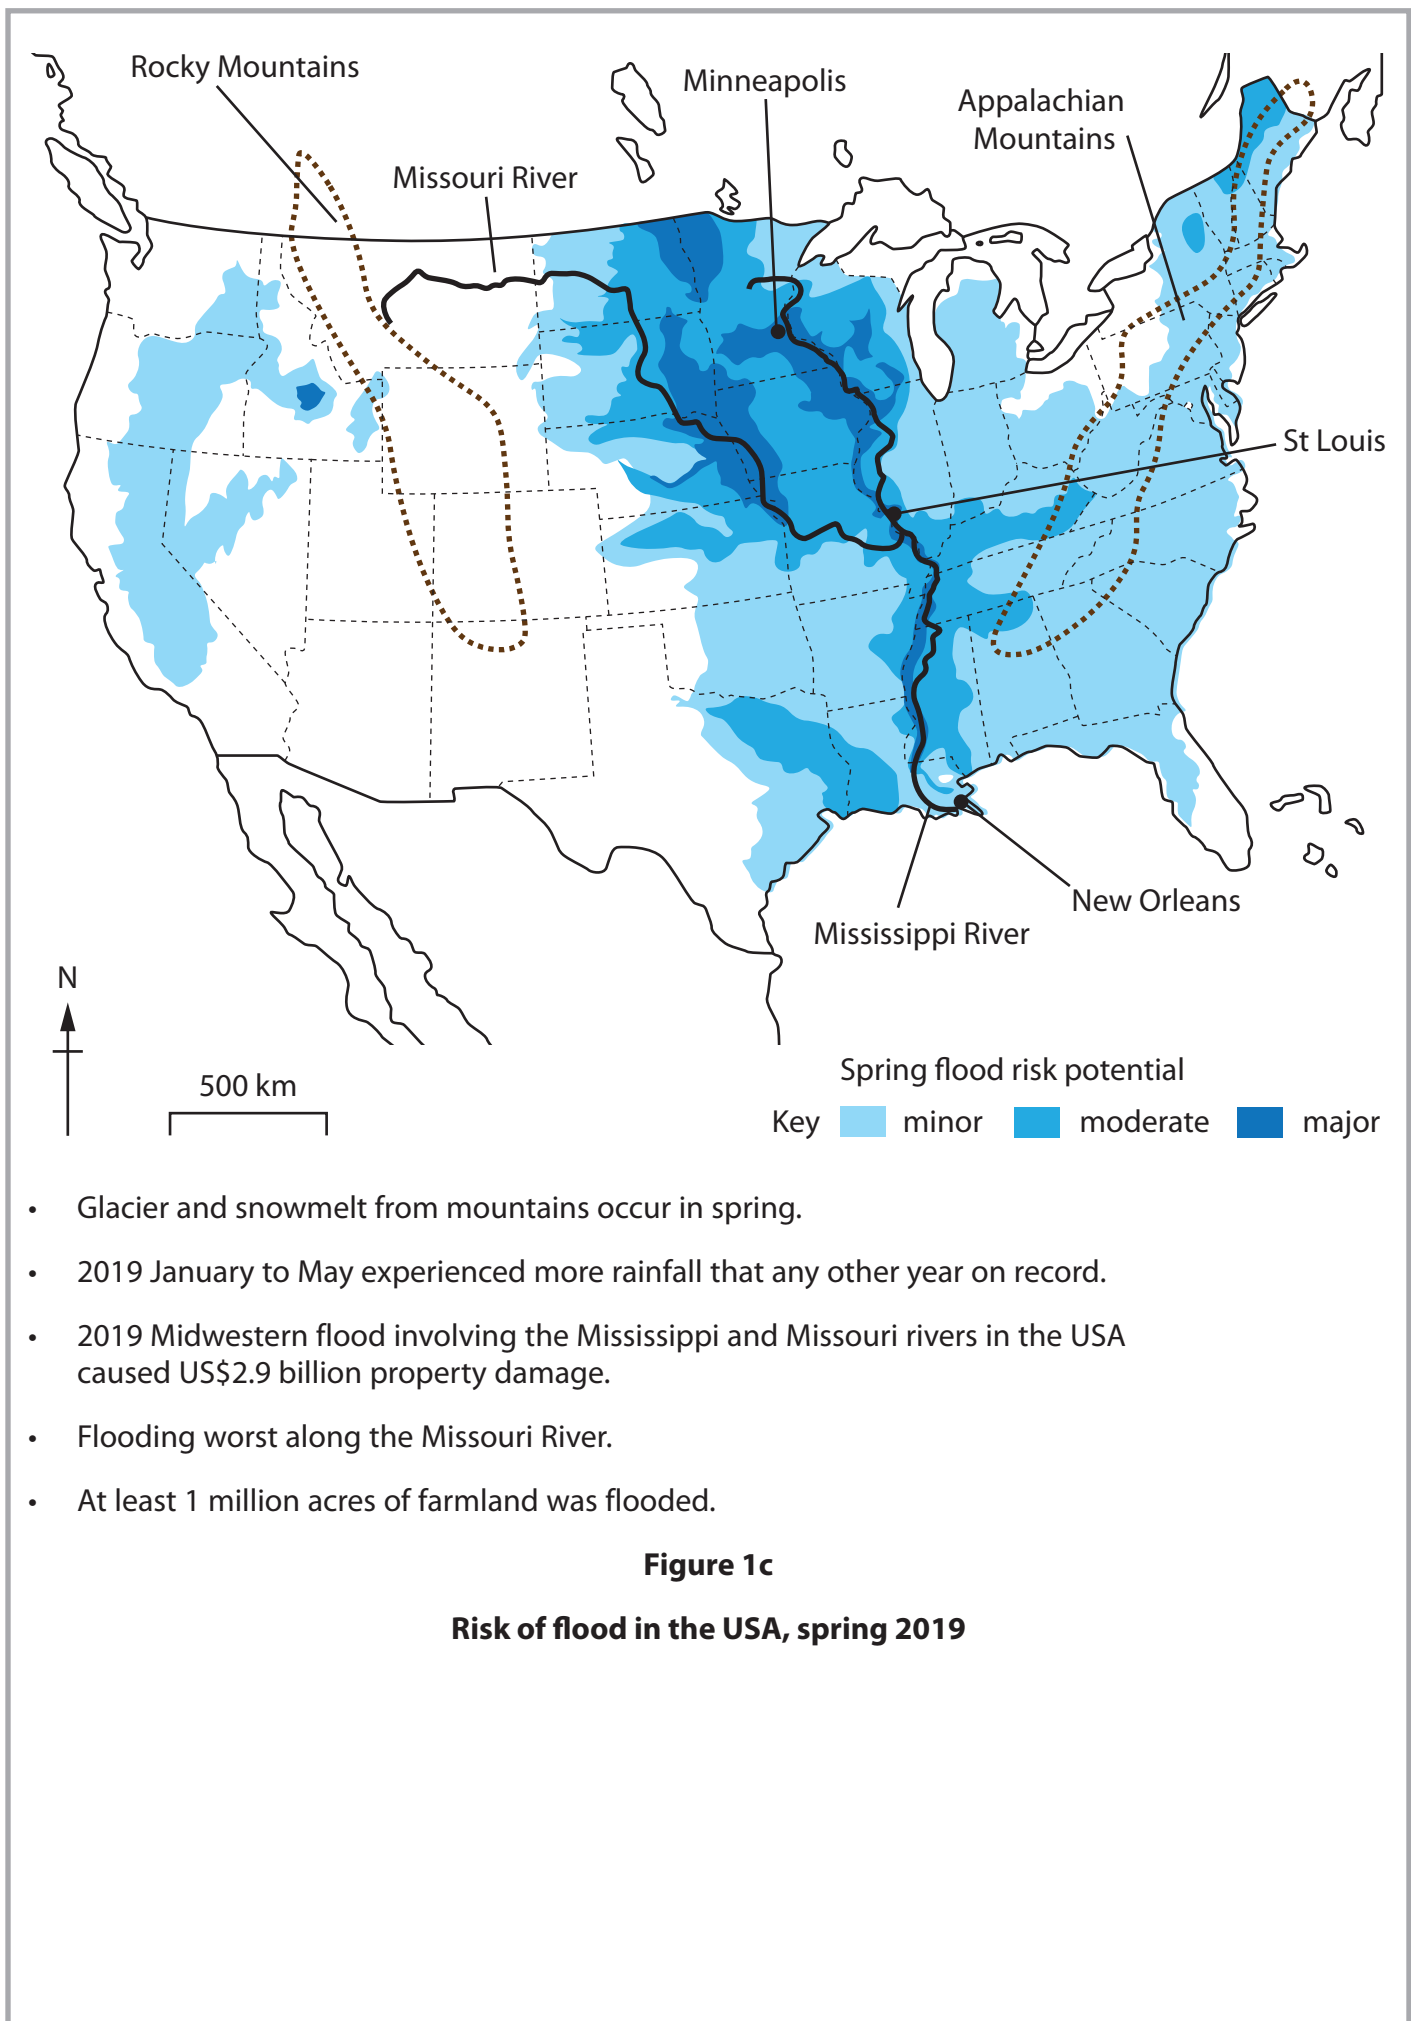 Rocky Mountains
Minneapolis
Appalachian
Mountains
Missouri River
St Louis
New Orleans
Mississippi River
N
500 km
Spring flood risk potential
Key minor moderate major
• Glacier and snowmelt from mountains occur in spring.
• 2019 January to May experienced more rainfall that any other year on record.
• 2019 Midwestern flood involving the Mississippi and Missouri rivers in the USA
caused US$2.9 billion property damage.
• Flooding worst along the Missouri River.
• At least 1 million acres of farmland was flooded.
Figure 1c
Risk of flood in the USA, spring 2019